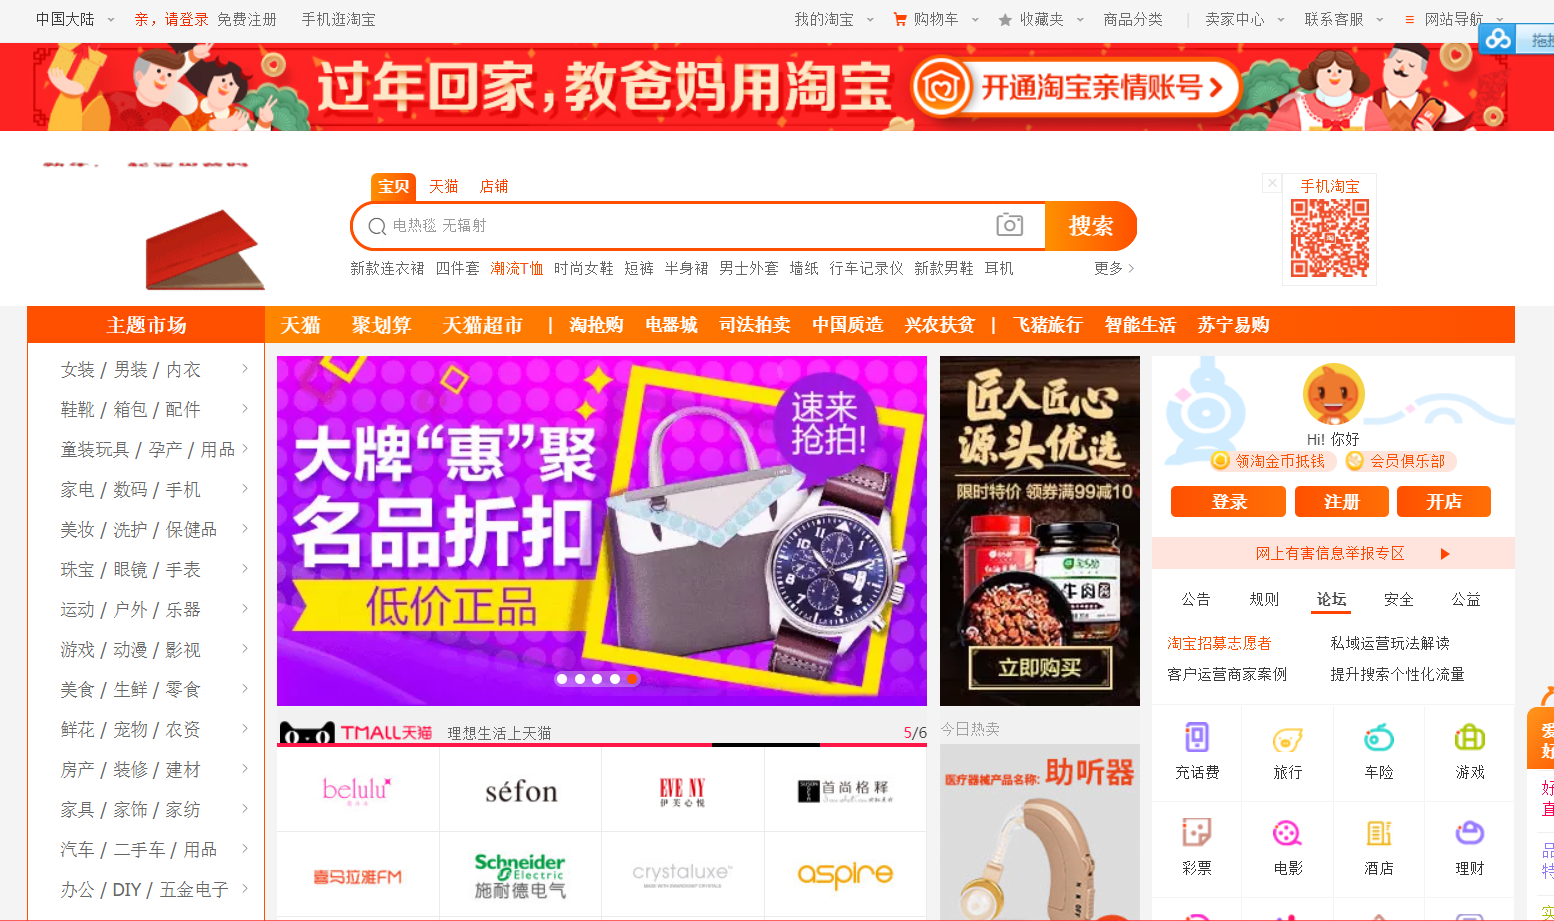 中国大陆 亲，请登录 免费注册 手机逛淘宝
我的淘宝 购物车 收藏夹 商品分类 卖家中心 联系客服 网站导航
过年回家,教爸妈用淘宝
开通淘宝亲情账号
宝贝 天猫 店铺
电热毯 无辐射
搜索
新款连衣裙 四件套 潮流T恤 时尚女鞋 短裤 半身裙 男士外套 墙纸 行车记录仪 新款男鞋 耳机 更多
手机淘宝
主题市场
天猫 聚划算 天猫超市 | 淘抢购 电器城 司法拍卖 中国质造 兴农扶贫 | 飞猪旅行 智能生活 苏宁易购
女装 / 男装 / 内衣
鞋靴 / 箱包 / 配件
童装玩具 / 孕产 / 用品
家电 / 数码 / 手机
美妆 / 洗护 / 保健品
珠宝 / 眼镜 / 手表
运动 / 户外 / 乐器
游戏 / 动漫 / 影视
美食 / 生鲜 / 零食
鲜花 / 宠物 / 农资
房产 / 装修 / 建材
家具 / 家饰 / 家纺
汽车 / 二手车 / 用品
办公 / DIY / 五金电子
大牌“惠”聚
名品折扣
低价正品
速来
抢拍!
匠人匠心
源头优选
限时特价 领券满99减10
牛肉酱
立即购买
Hi! 你好
领淘金币抵钱 会员俱乐部
登录 注册 开店
网上有害信息举报专区
公告 规则 论坛 安全 公益
淘宝招募志愿者 私域运营玩法解读
客户运营商家案例 提升搜索个性化流量
充话费 旅行 车险 游戏
彩票 电影 酒店 理财
TMALL天猫 理想生活上天猫 5/6
belulu
séfon
EVE NY
伊芙心悦
首尚格释
喜马拉雅FM
Schneider
Electric
施耐德电气
crystaluxe
aspire
今日热卖
医疗器械产品名称: 助听器
拖拽
爱
好
好
直
品
特
实